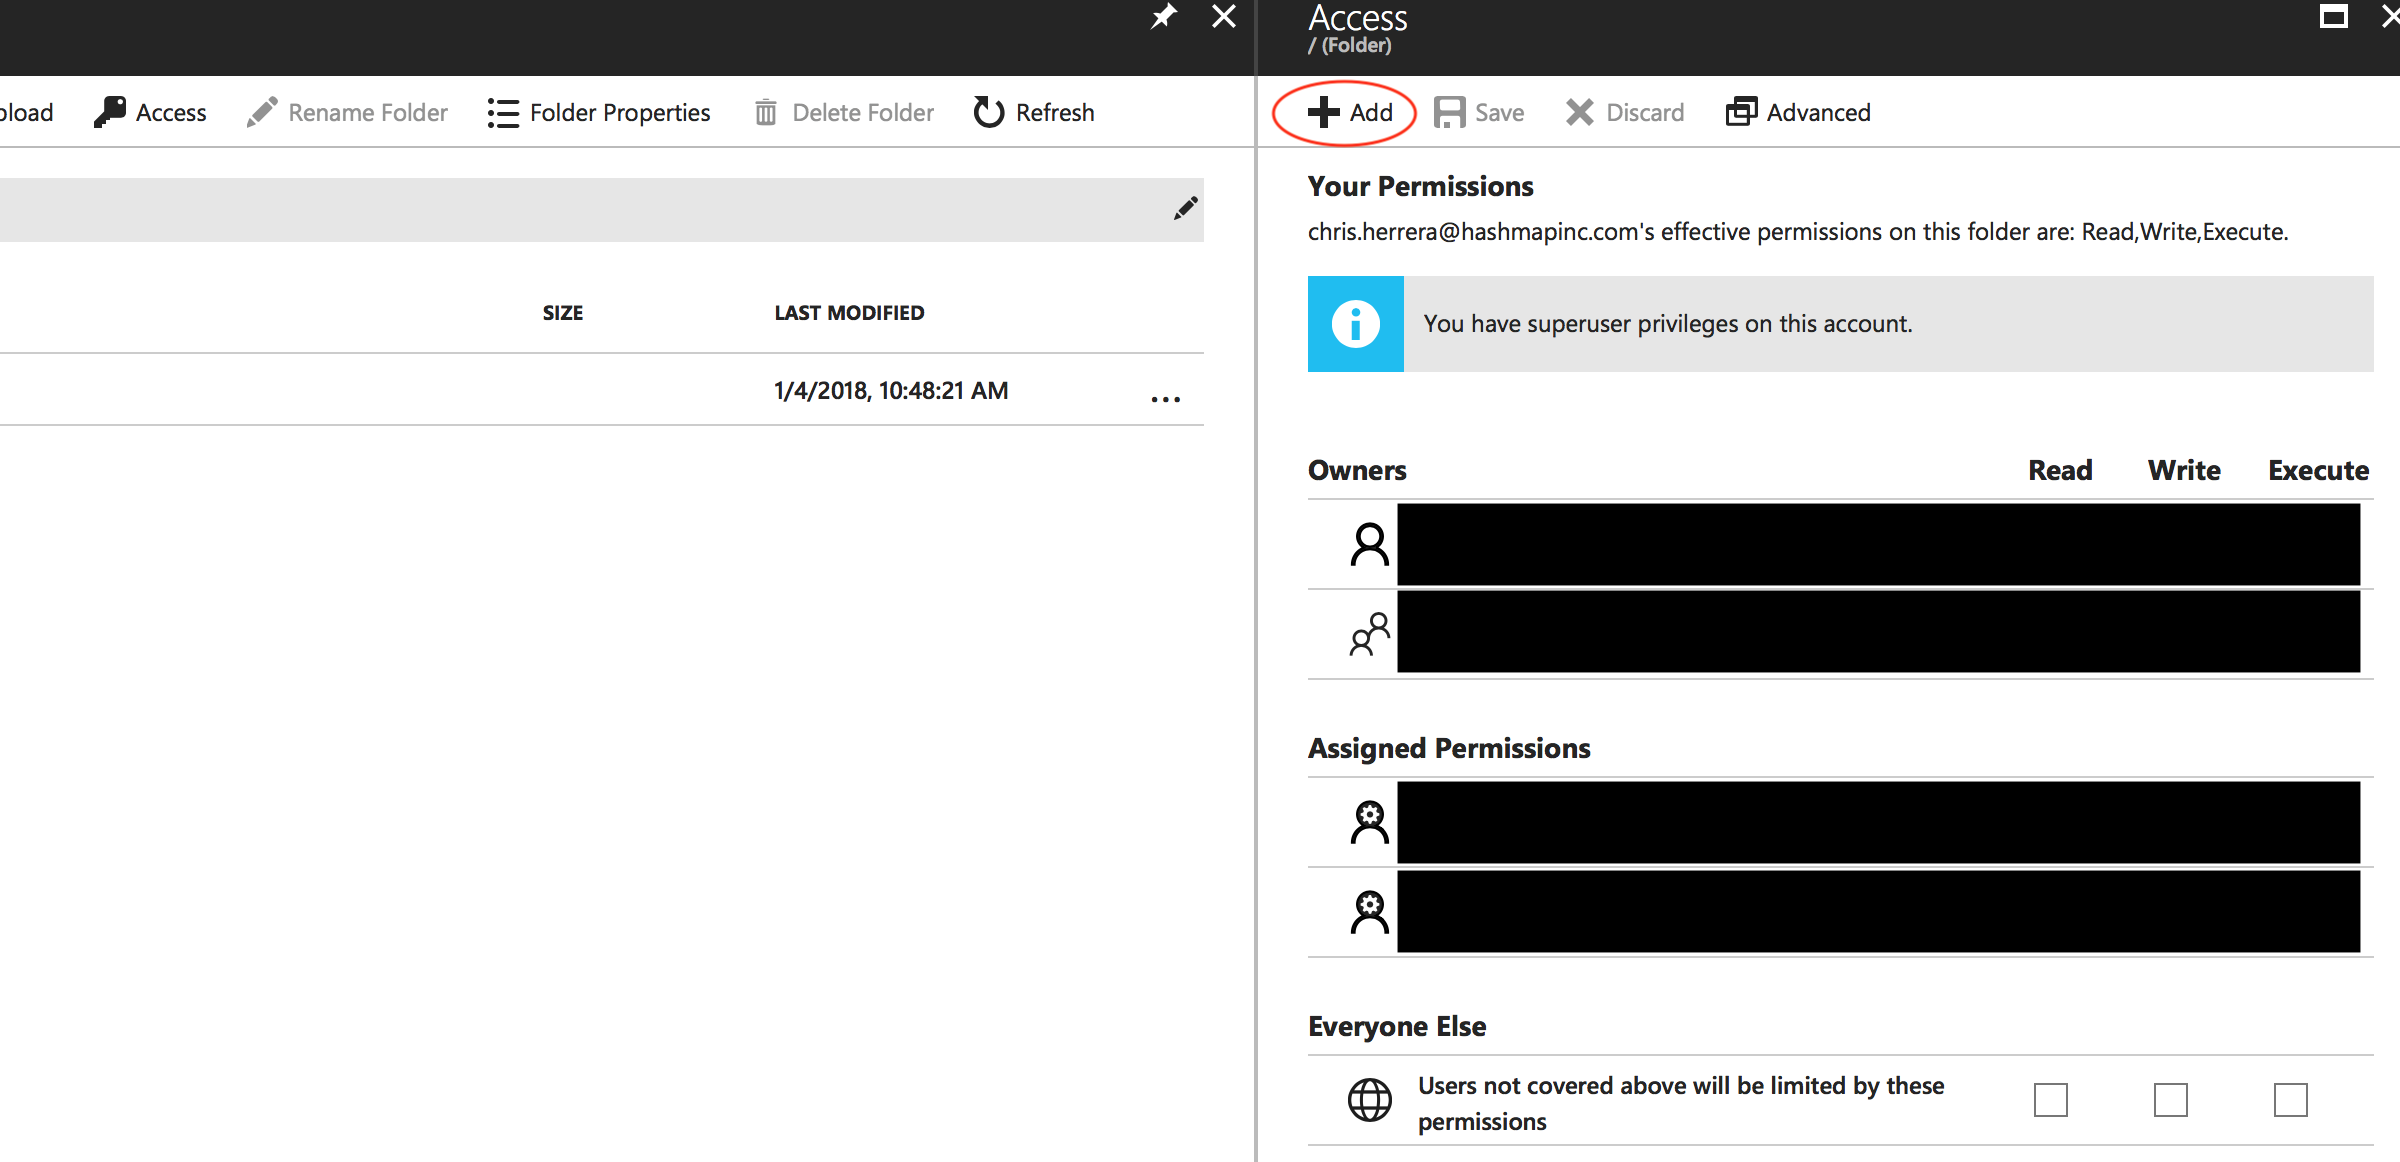 Access
/ (Folder)
Access
Rename Folder
Folder Properties
Delete Folder
Refresh
Add
Save
Discard
Advanced
Your Permissions
chris.herrera@hashmapinc.com's effective permissions on this folder are: Read,Write,Execute.
SIZE
LAST MODIFIED
You have superuser privileges on this account.
1/4/2018, 10:48:21 AM
...
Owners
Read
Write
Execute
Assigned Permissions
Everyone Else
Users not covered above will be limited by these
permissions